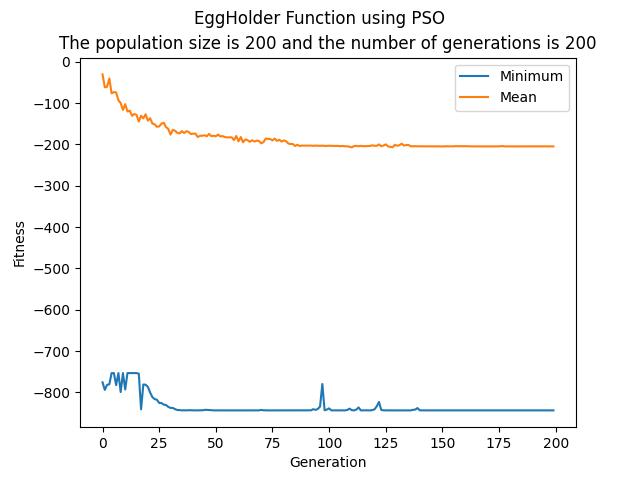 EggHolder Function using PSO
The population size is 200 and the number of generations is 200
Minimum
Mean
Fitness
0
−100
−200
−300
−400
−500
−600
−700
−800
0 25 50 75 100 125 150 175 200
Generation